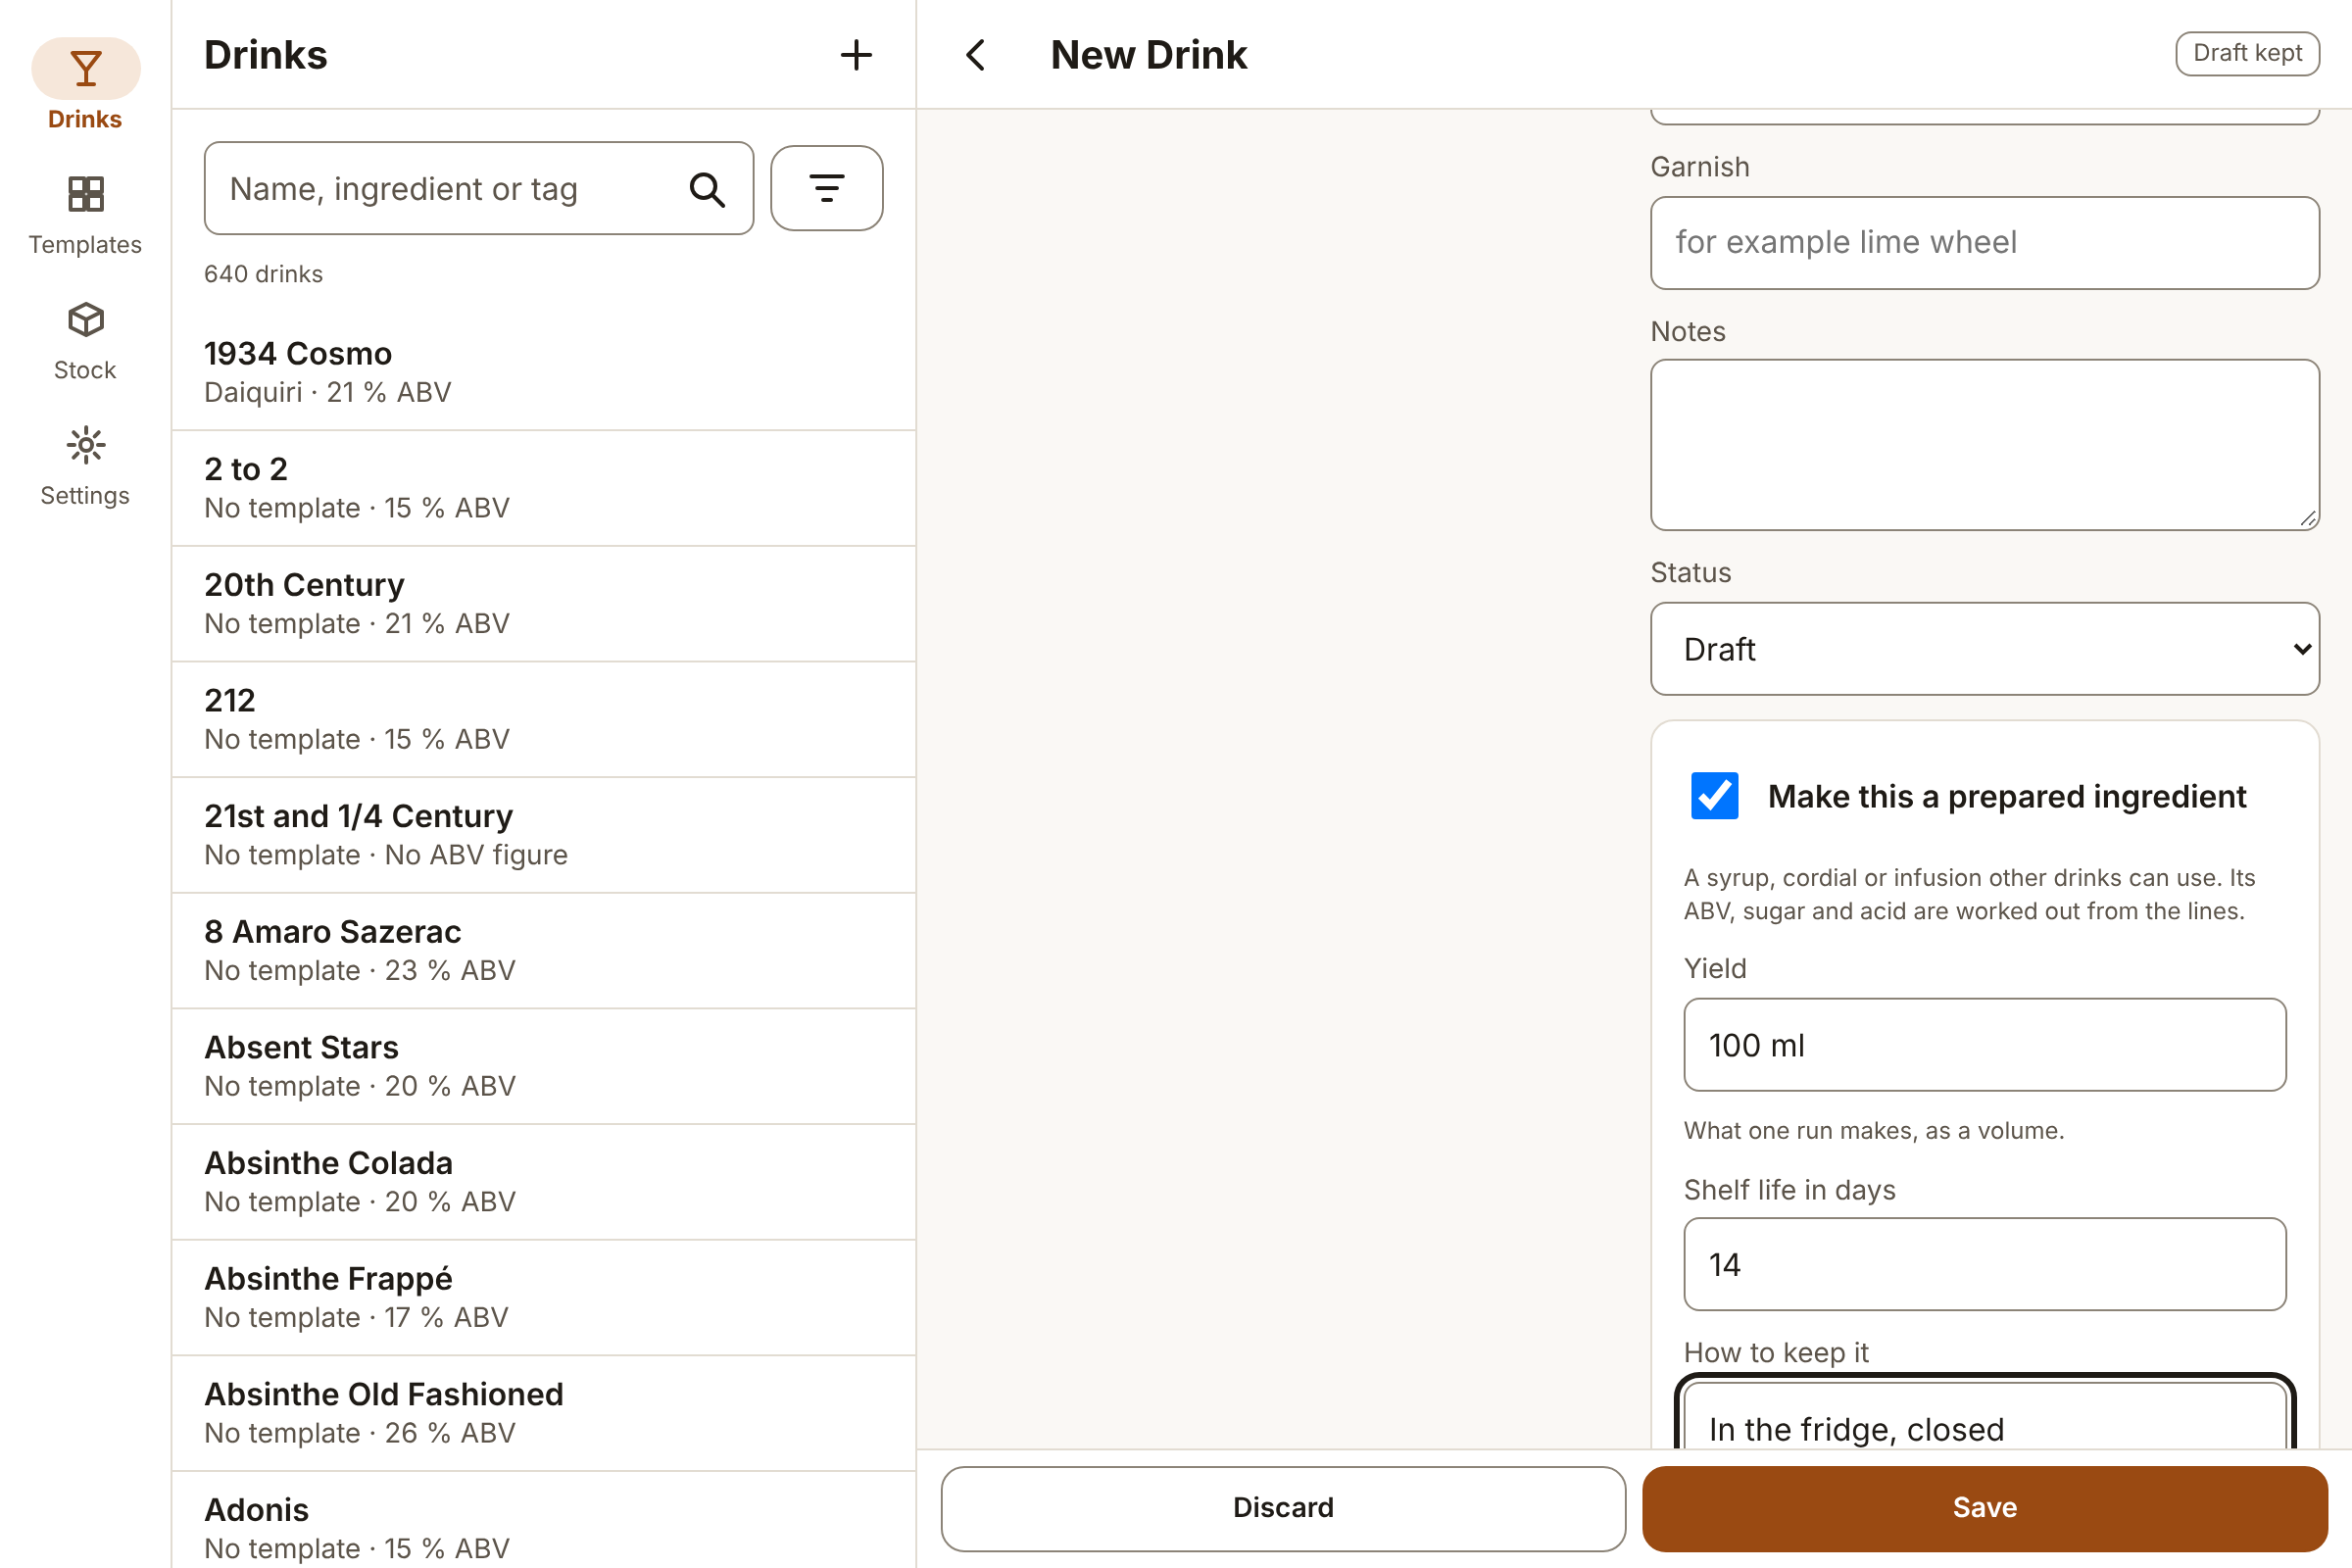 Drinks
Templates
Stock
Settings
Drinks
Name, ingredient or tag
640 drinks
1934 Cosmo
Daiquiri · 21 % ABV
2 to 2
No template · 15 % ABV
20th Century
No template · 21 % ABV
212
No template · 15 % ABV
21st and 1/4 Century
No template · No ABV figure
8 Amaro Sazerac
No template · 23 % ABV
Absent Stars
No template · 20 % ABV
Absinthe Colada
No template · 20 % ABV
Absinthe Frappé
No template · 17 % ABV
Absinthe Old Fashioned
No template · 26 % ABV
Adonis
No template · 15 % ABV
New Drink
Draft kept
Garnish
for example lime wheel
Notes
Status
Draft
Make this a prepared ingredient
A syrup, cordial or infusion other drinks can use. Its
ABV, sugar and acid are worked out from the lines.
Yield
100 ml
What one run makes, as a volume.
Shelf life in days
14
How to keep it
In the fridge, closed
Discard
Save